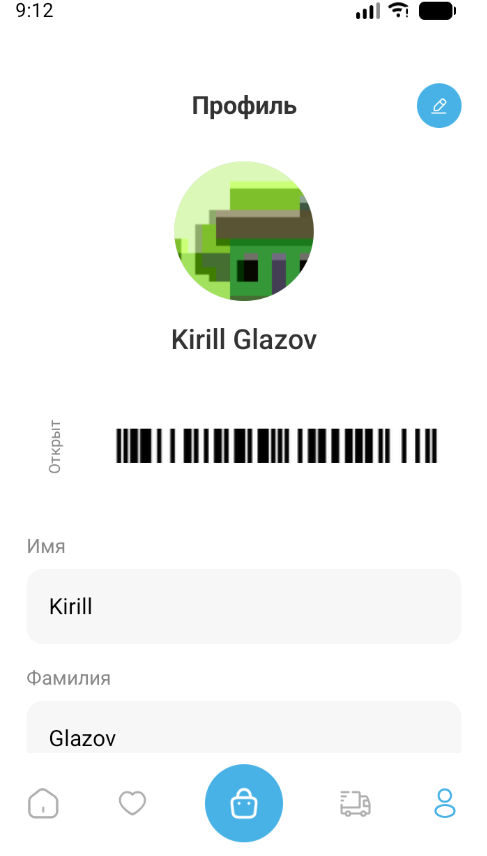 9:12
Профиль
Kirill Glazov
Открыт
Имя
Kirill
Фамилия
Glazov